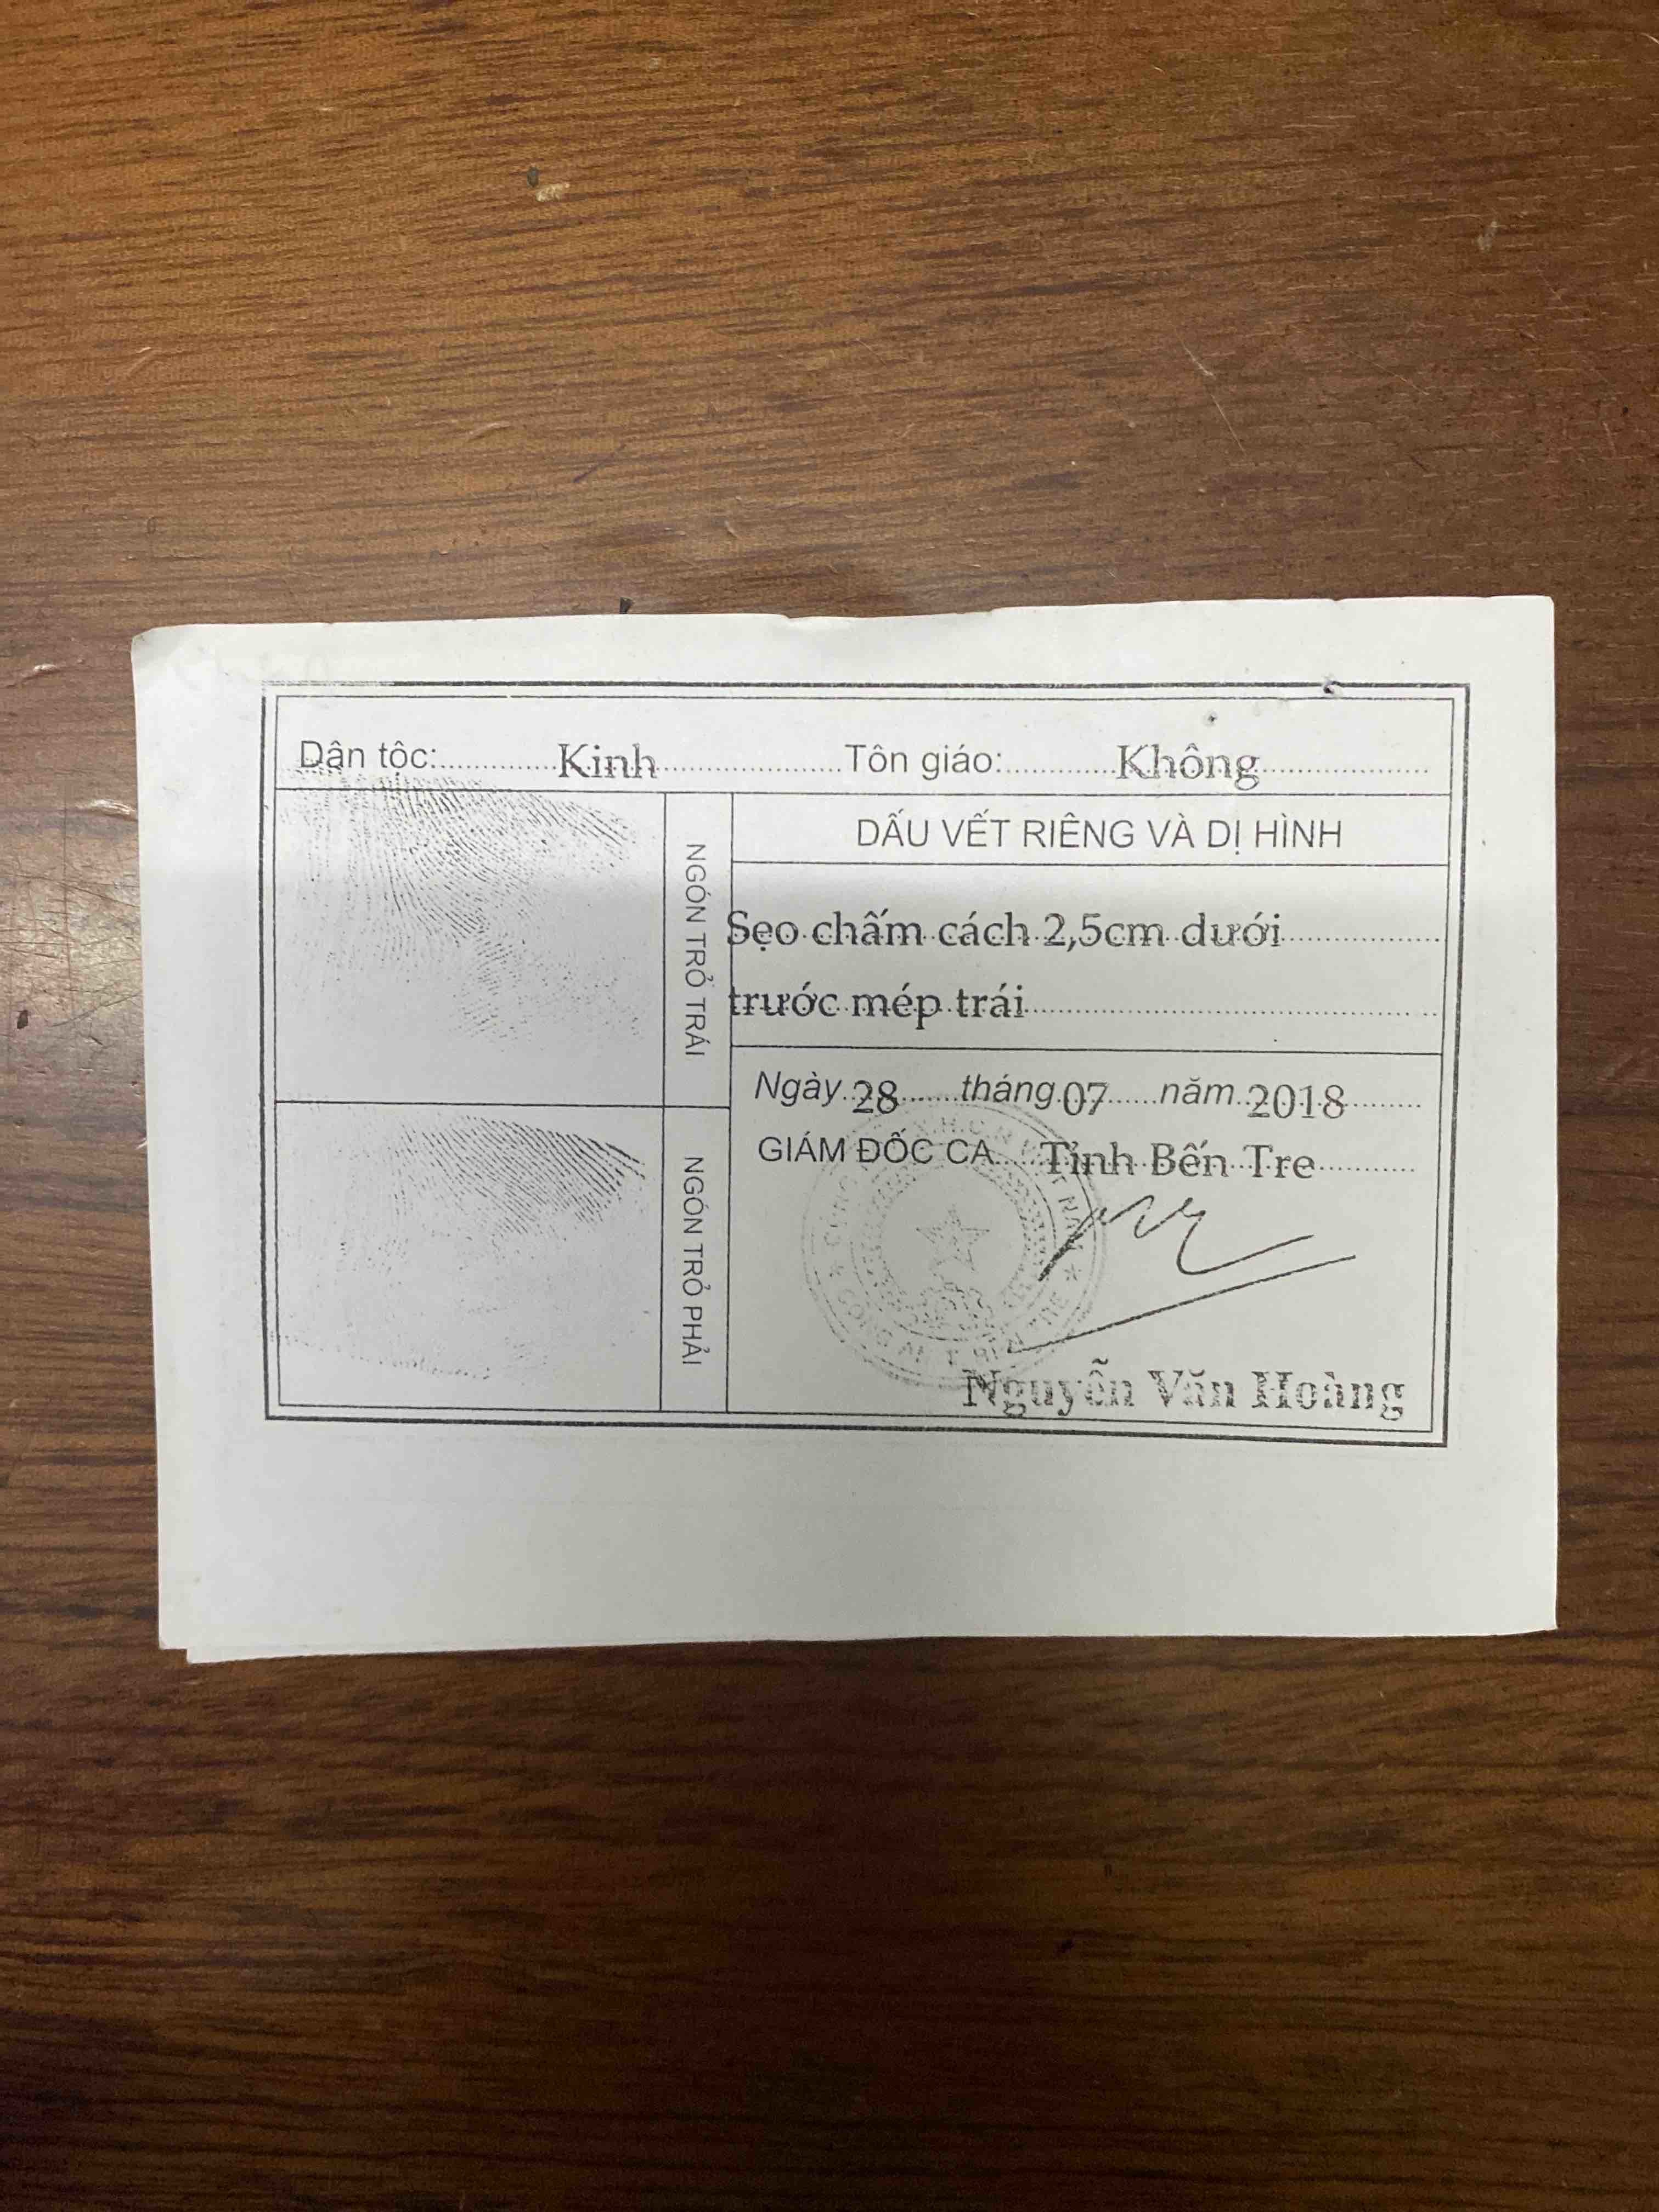 Dân tộc: Kinh Tôn giáo: Không
NGÓN TRỎ TRÁI
DẤU VẾT RIÊNG VÀ DỊ HÌNH
Sẹo chấm cách 2,5cm dưới
trước mép trái
Ngày 28 tháng 07 năm 2018
GIÁM ĐỐC CA Tỉnh Bến Tre
NGÓN TRỎ PHẢI
Nguyễn Văn Hoàng